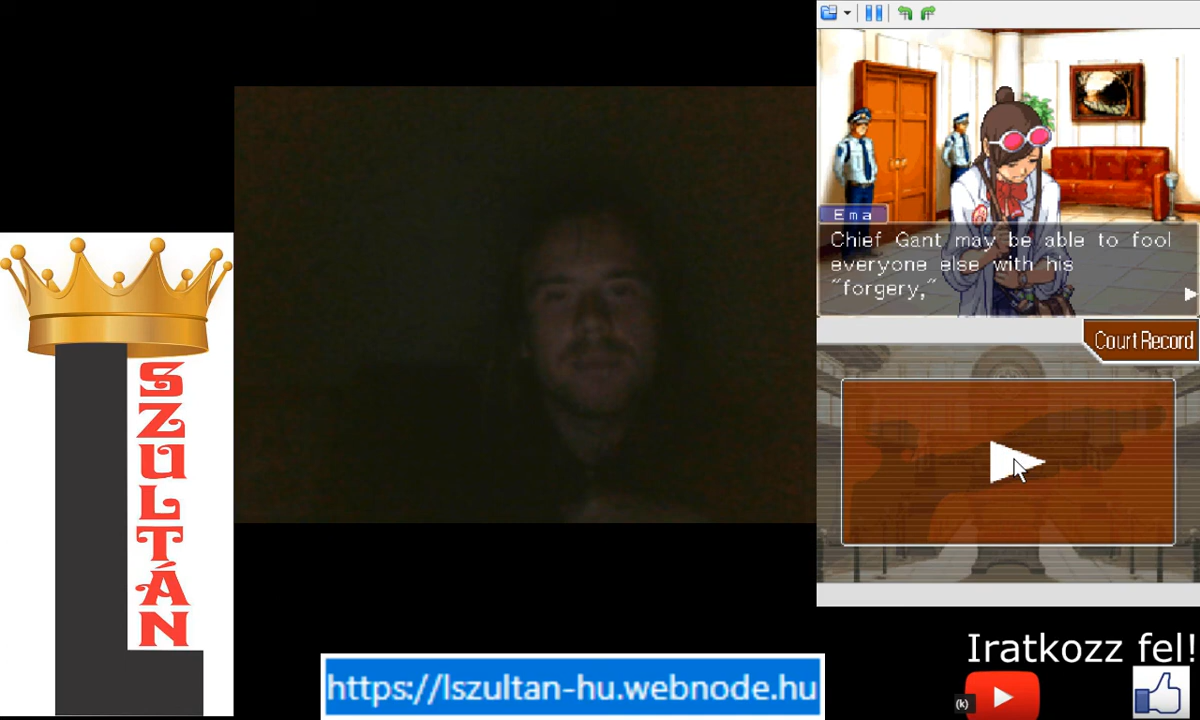 Ema
Chief Gant may be able to fool
everyone else with his
"forgery,"
Court Record
L
SZULTÁN
https://lszultan-hu.webnode.hu
Iratkozz fel!
(k)